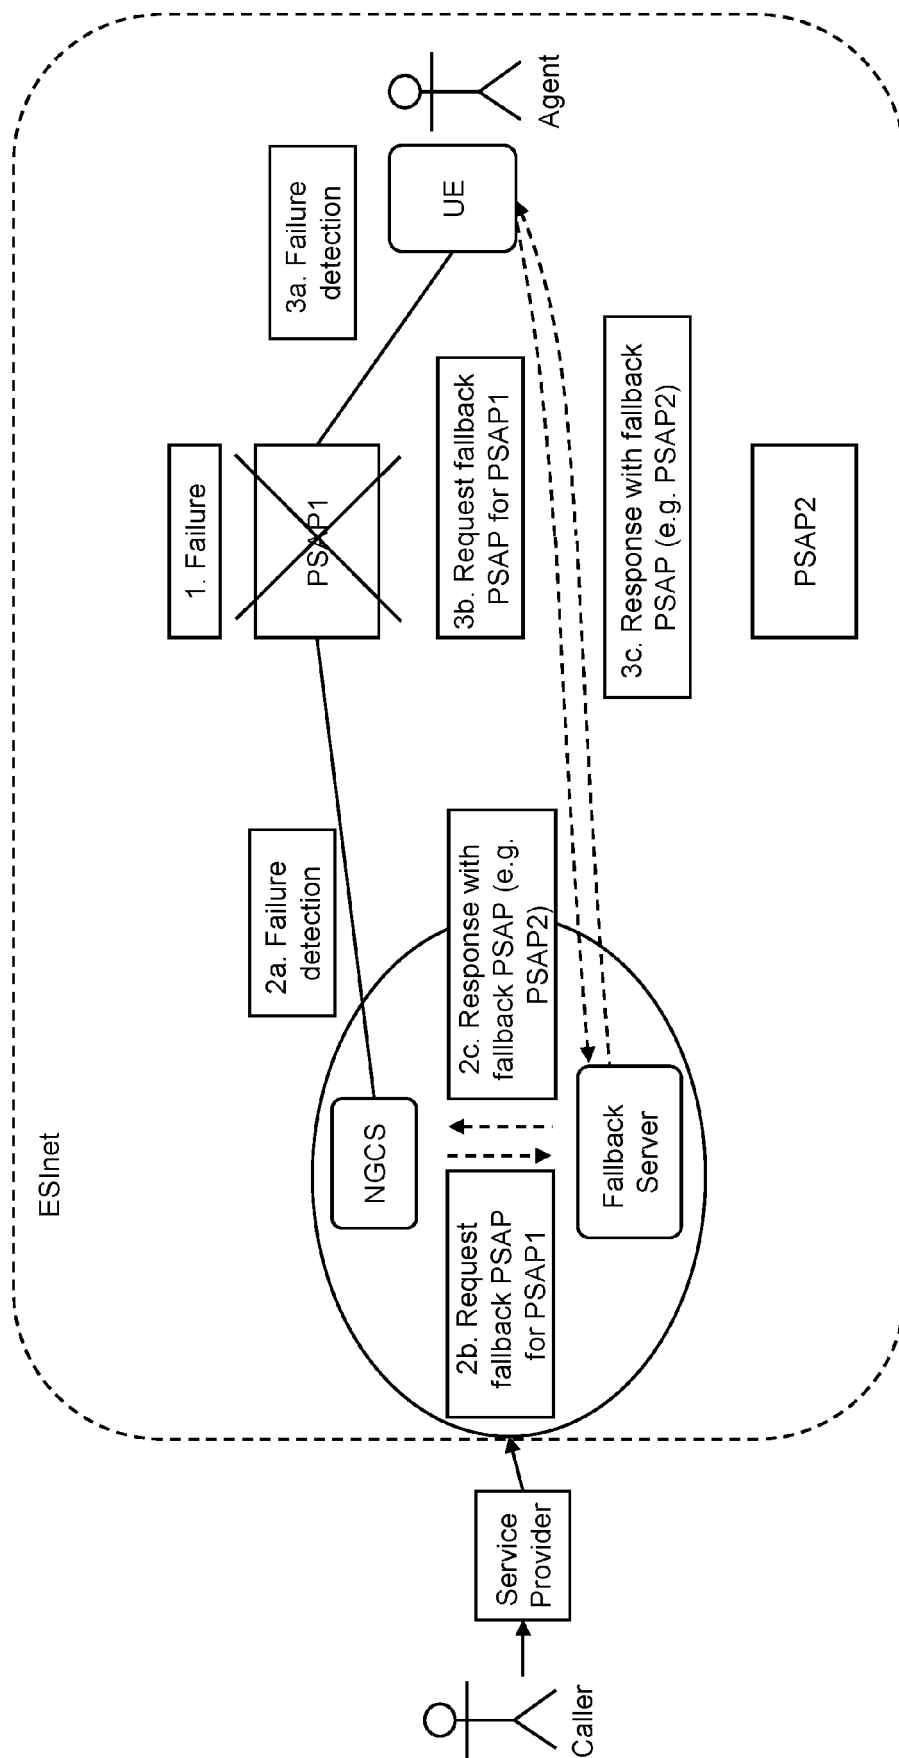 ESInet
Caller
Service
Provider
NGCS
2b. Request
fallback PSAP
for PSAP1
2c. Response with
fallback PSAP (e.g.
PSAP2)
Fallback
Server
2a. Failure
detection
1. Failure
PSAP1
3a. Failure
detection
3b. Request fallback
PSAP for PSAP1
3c. Response with fallback
PSAP (e.g. PSAP2)
PSAP2
UE
Agent